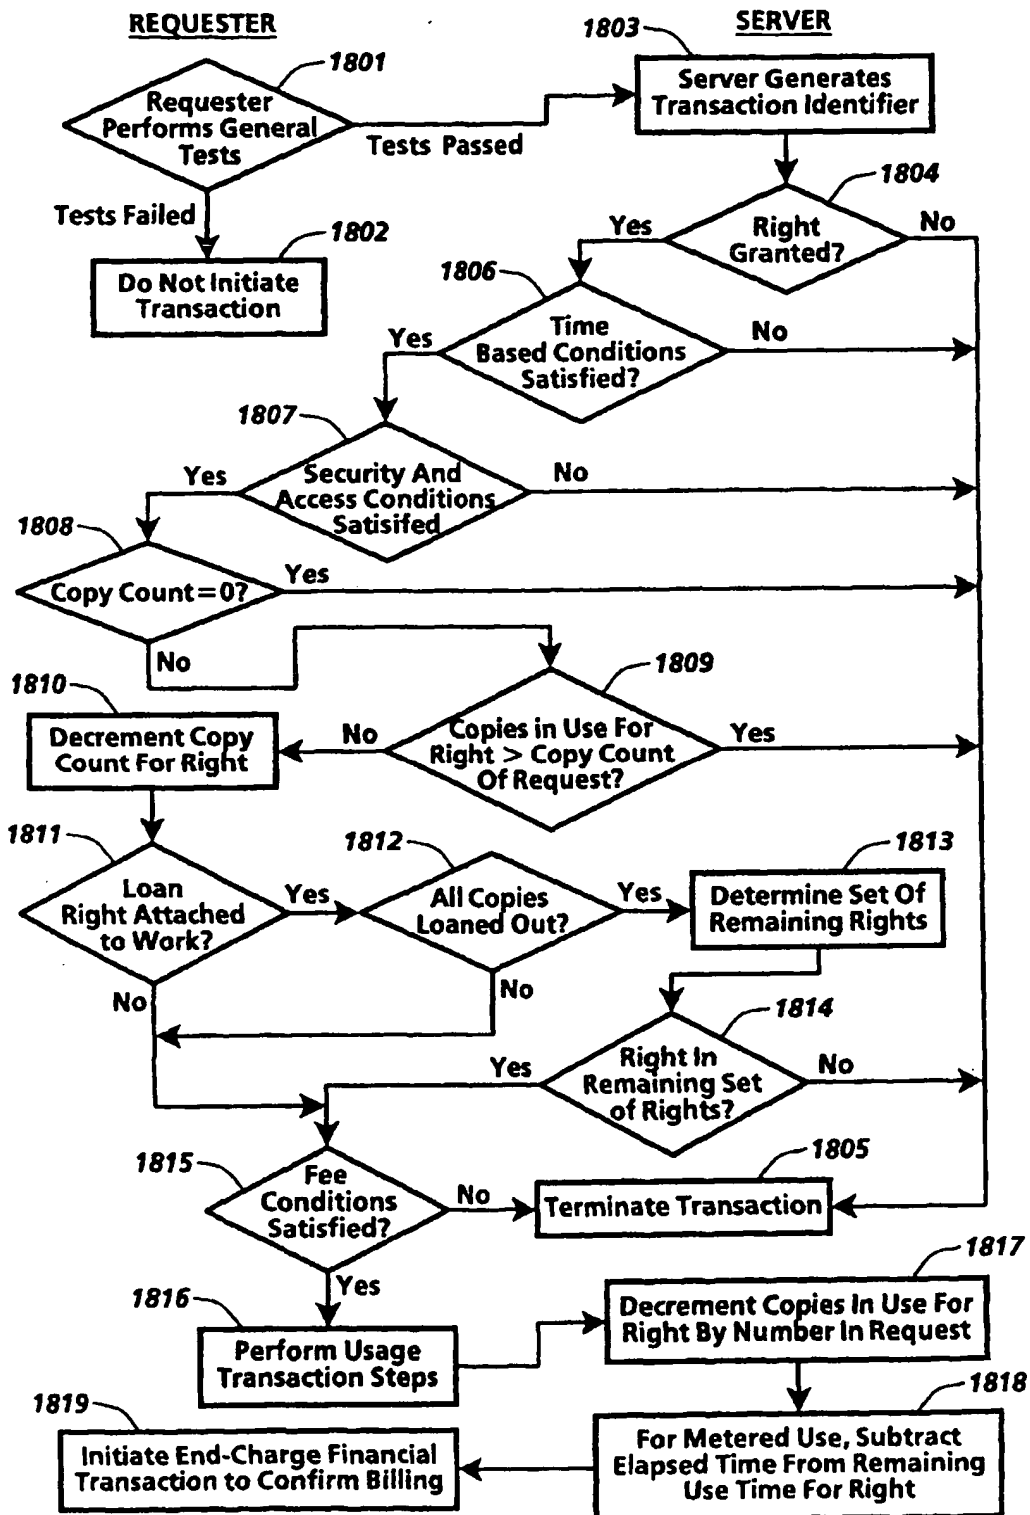 REQUESTER
SERVER
1801
1803
Requester
Performs General
Tests
Server Generates
Transaction Identifier
Tests Passed
Tests Failed
1802
Do Not Initiate
Transaction
1804
Right
Granted?
Yes
No
1806
Time
Based Conditions
Satisfied?
Yes
No
1807
Security And
Access Conditions
Satisifed
Yes
No
1808
Copy Count=0?
Yes
No
1809
Copies in Use For
Right > Copy Count
Of Request?
No
Yes
1810
Decrement Copy
Count For Right
1811
Loan
Right Attached
to Work?
Yes
No
1812
All Copies
Loaned Out?
Yes
No
1813
Determine Set Of
Remaining Rights
1814
Right In
Remaining Set
of Rights?
Yes
No
1815
Fee
Conditions
Satisfied?
No
Yes
1805
Terminate Transaction
1816
Perform Usage
Transaction Steps
1817
Decrement Copies In Use For
Right By Number In Request
1818
For Metered Use, Subtract
Elapsed Time From Remaining
Use Time For Right
1819
Initiate End-Charge Financial
Transaction to Confirm Billing